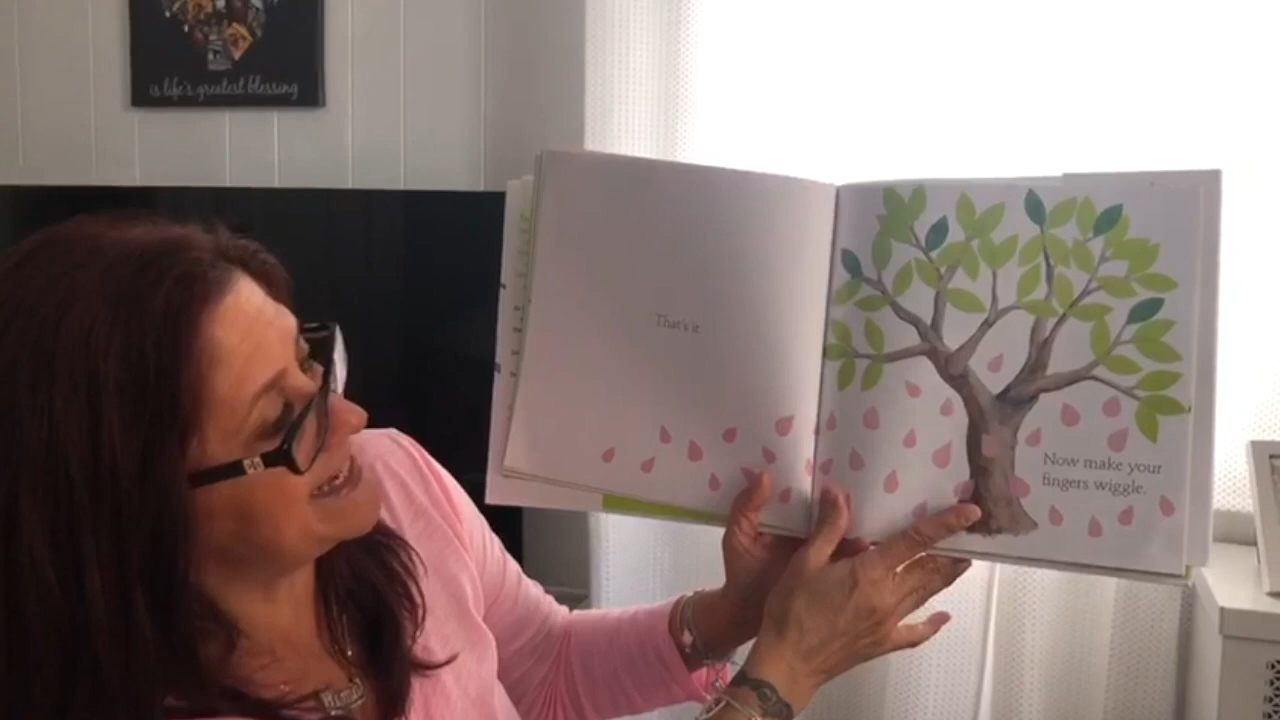 is life's greatest blessing
That's it.
Now make your
fingers wiggle.